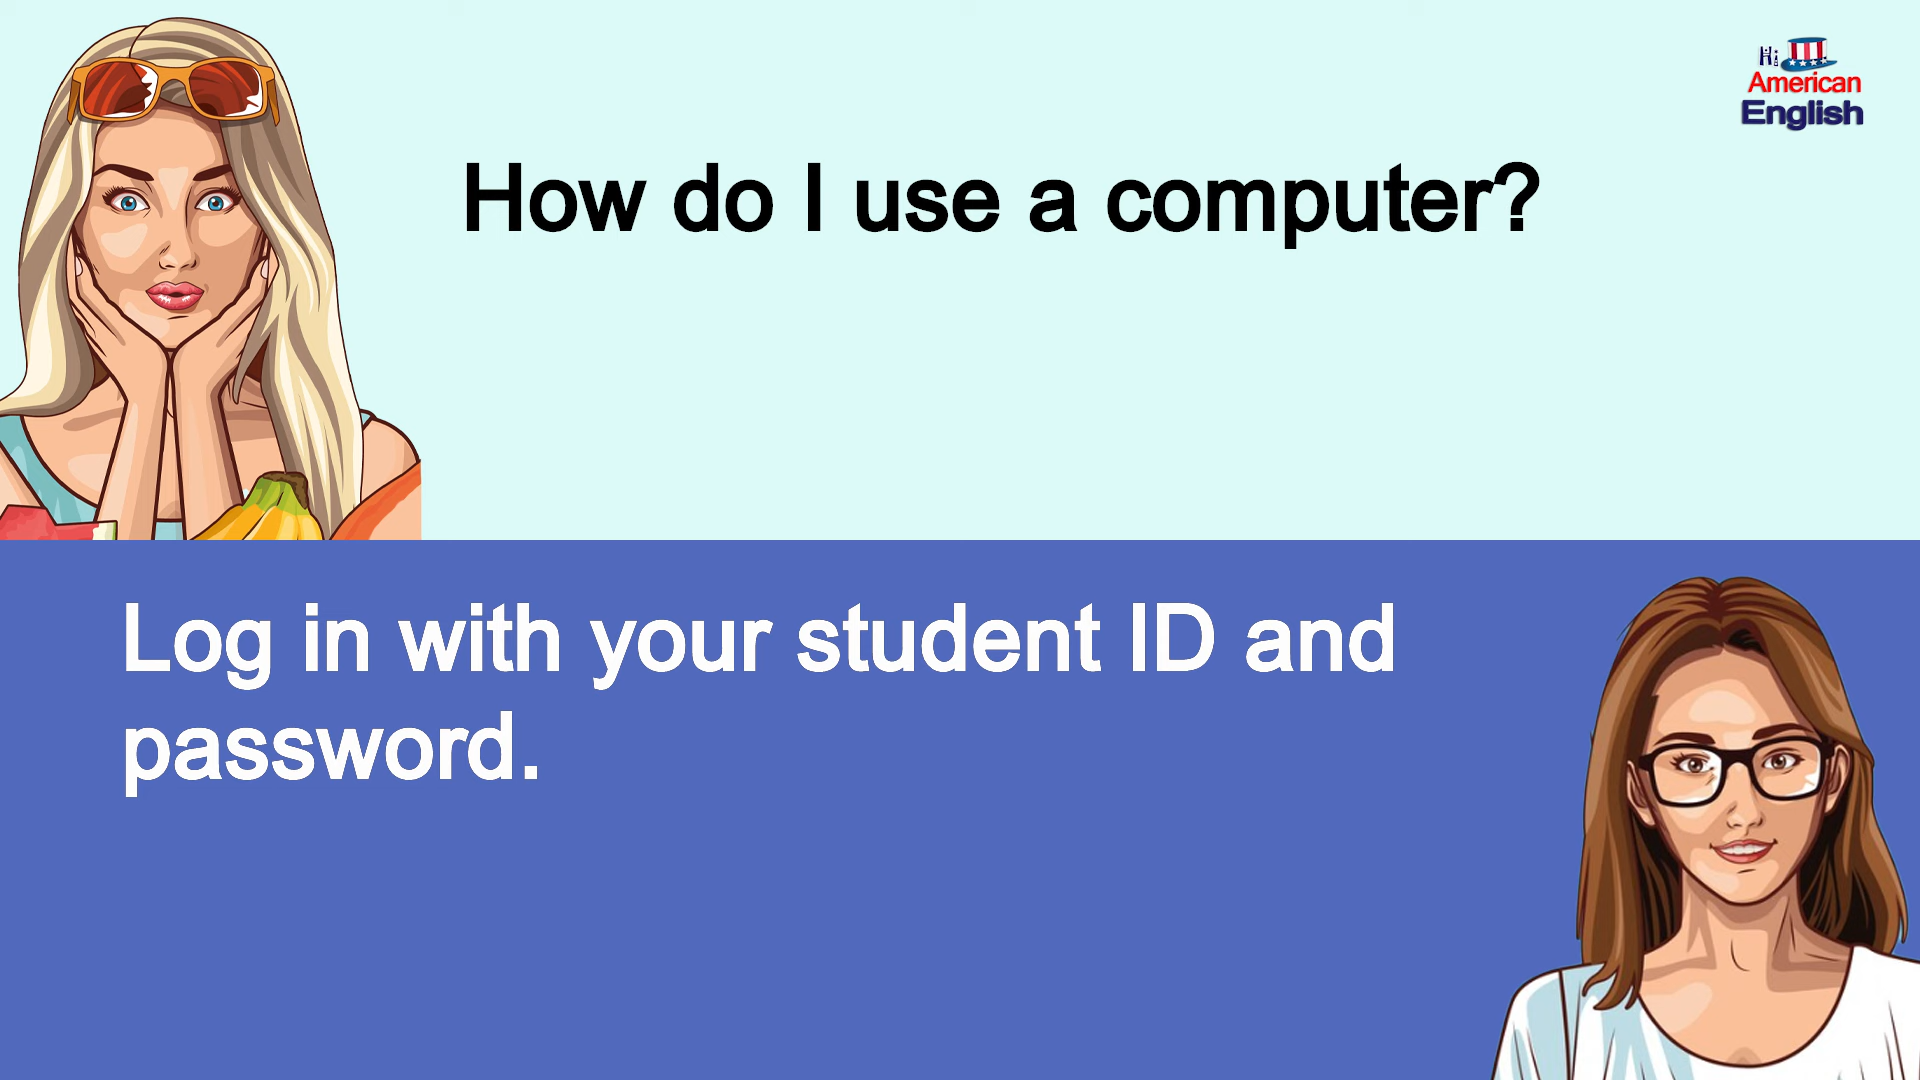 Hi
American
English
How do I use a computer?
Log in with your student ID and
password.